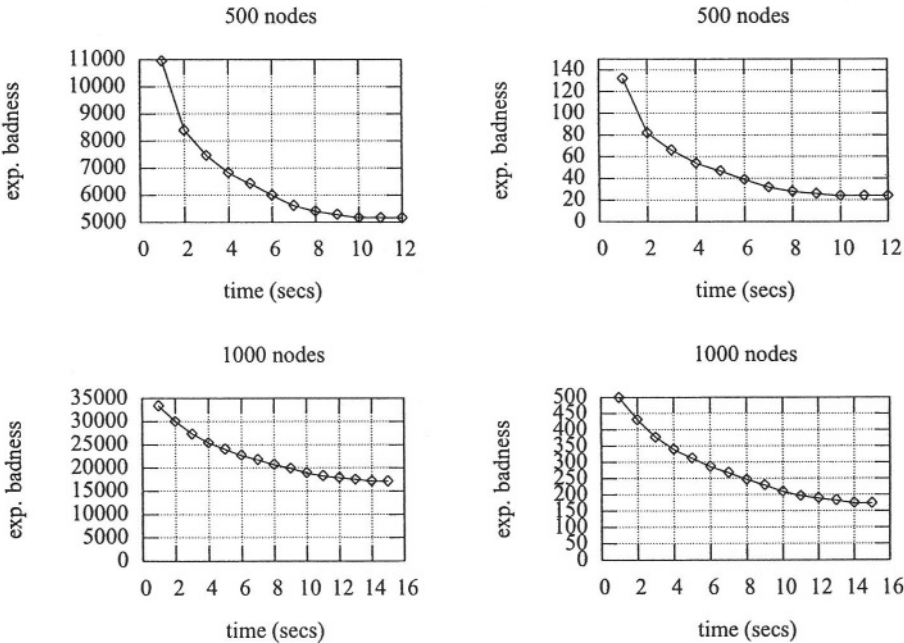 500 nodes
exp. badness
11000
10000
9000
8000
7000
6000
5000
0 2 4 6 8 10 12
time (secs)
500 nodes
exp. badness
140
120
100
80
60
40
20
0
0 2 4 6 8 10 12
time (secs)
1000 nodes
exp. badness
35000
30000
25000
20000
15000
10000
5000
0
0 2 4 6 8 10 12 14 16
time (secs)
1000 nodes
exp. badness
500
450
400
350
300
250
200
150
100
50
0
0 2 4 6 8 10 12 14 16
time (secs)